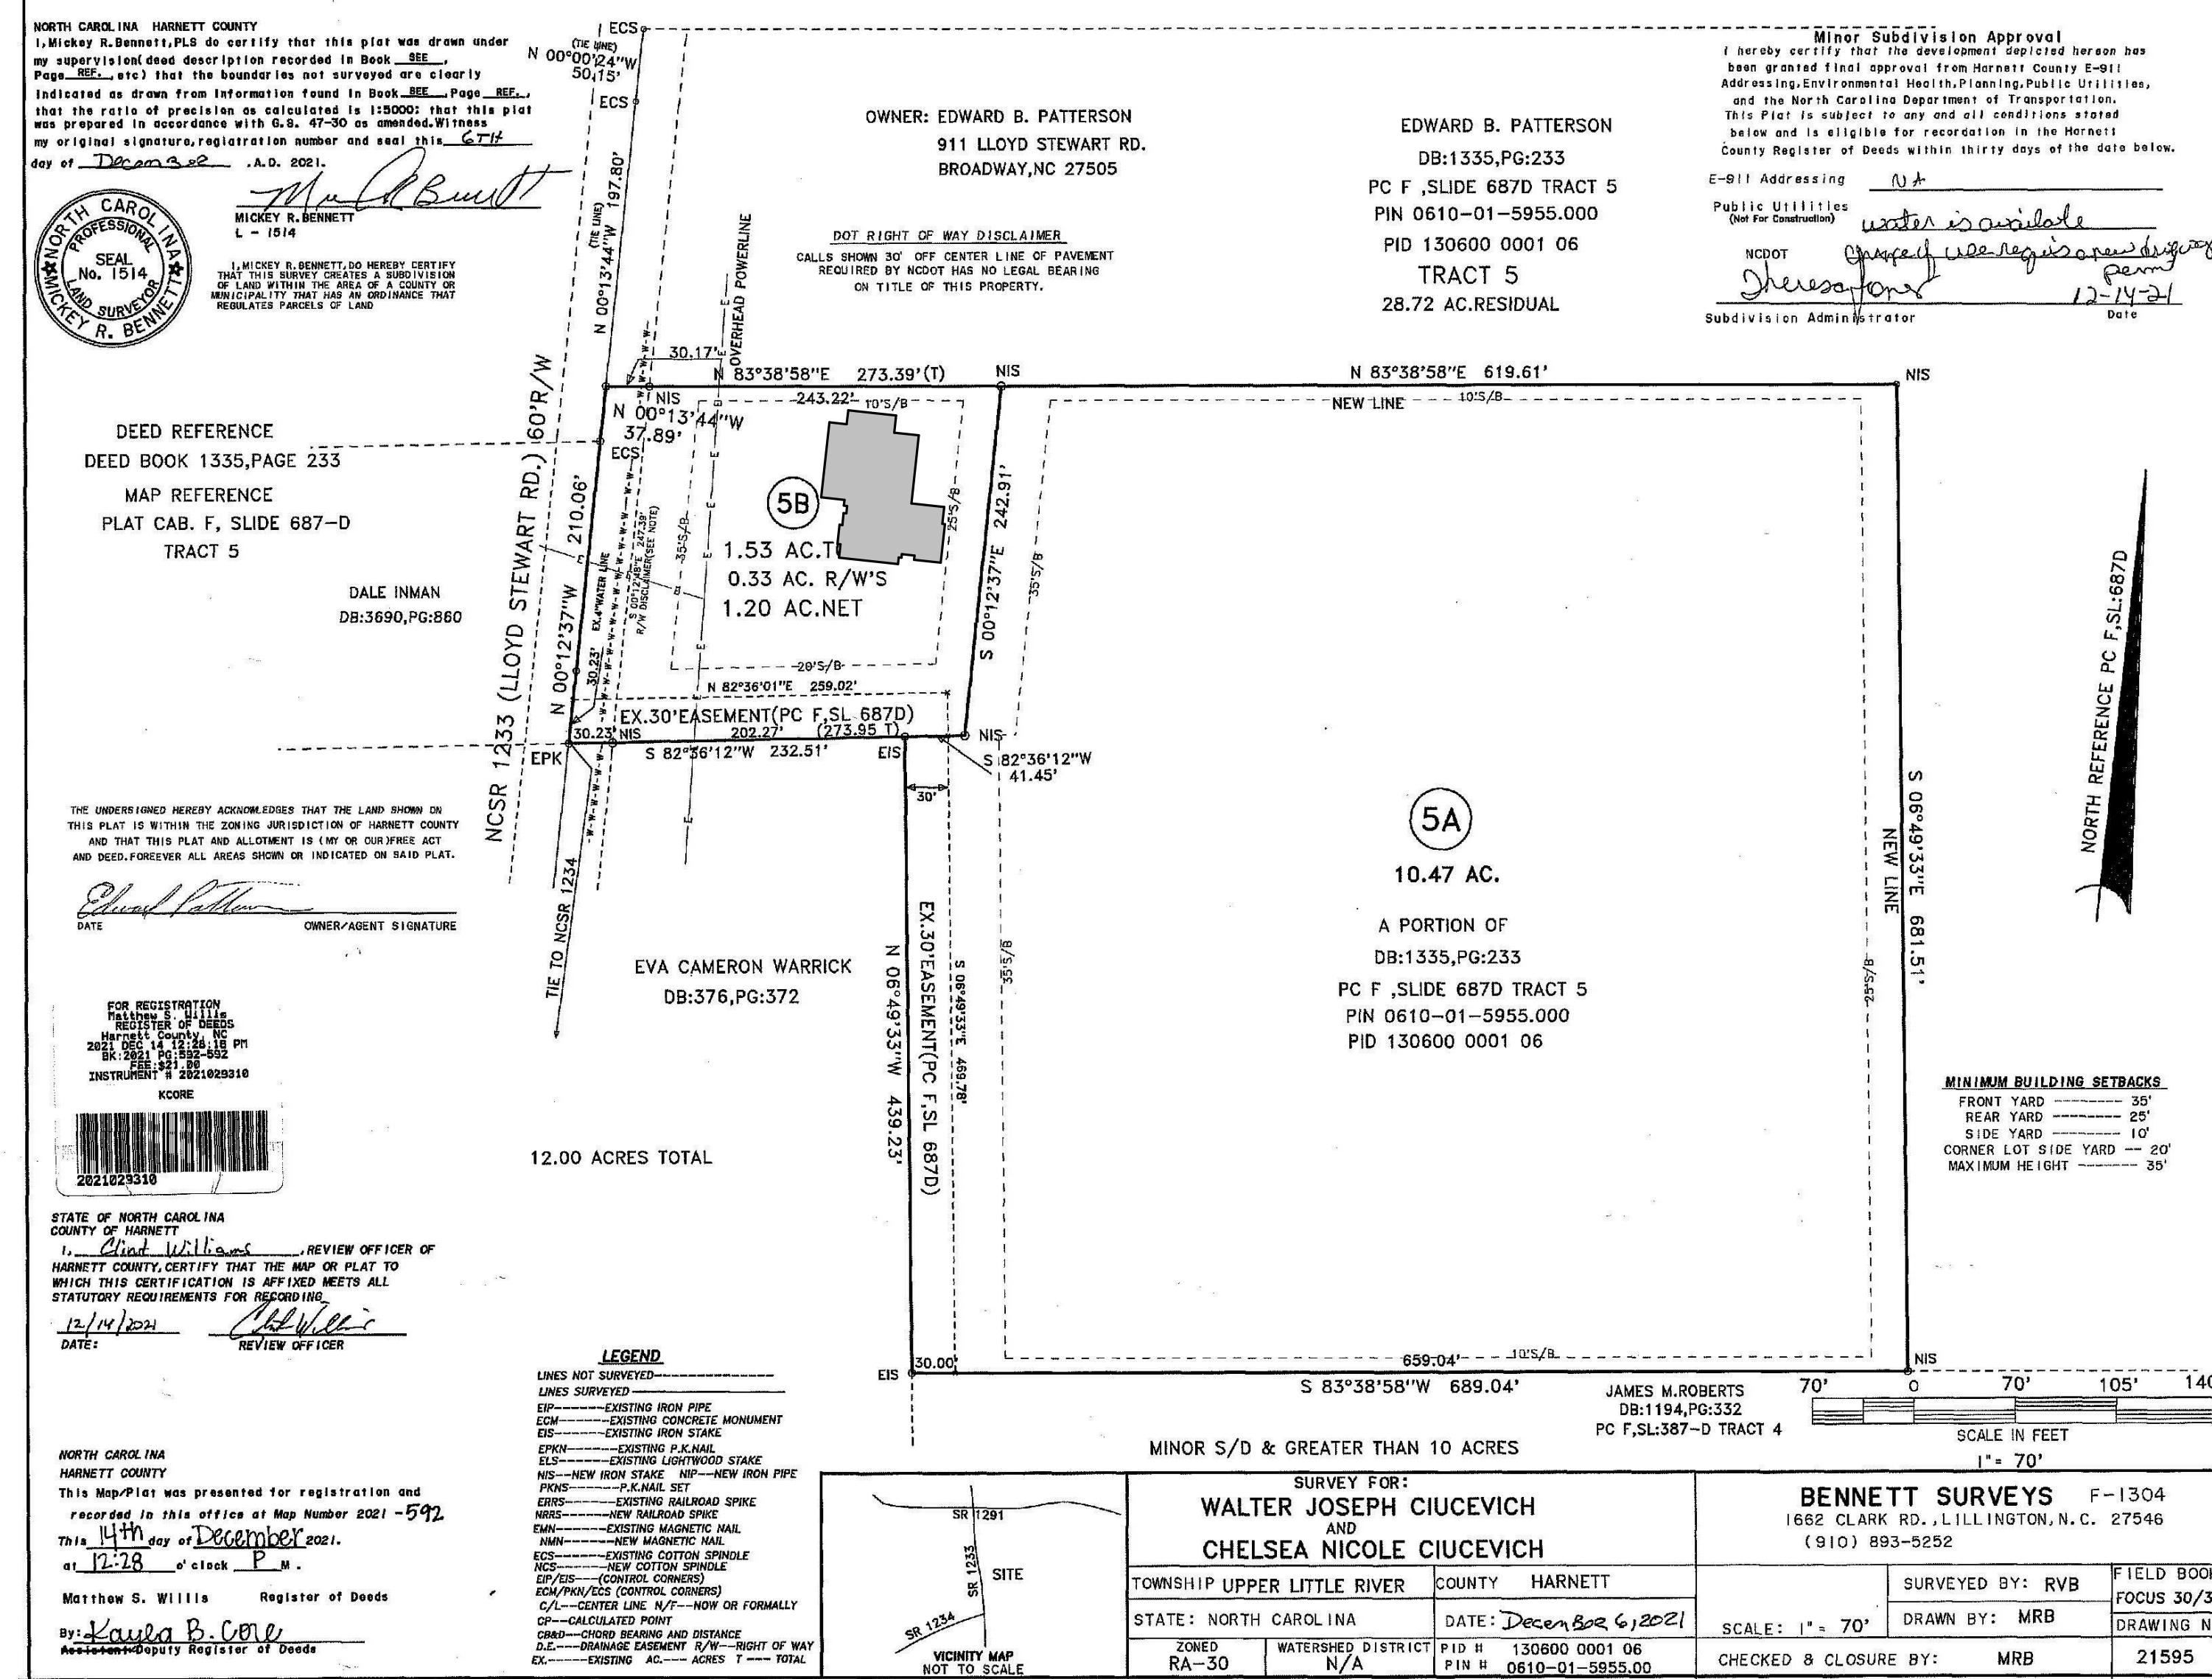 NORTH CAROLINA HARNETT COUNTY
I,Mickey R.Bennett,PLS do certify that this plat was drawn under
my supervision(deed description recorded in Book SEE ,
Page REF. , etc) that the boundaries not surveyed are clearly
Indicated as drawn from Information found in Book SEE ,Page REF.,
that the ratio of precision as calculated is 1:5000: that this plat
was prepared in accordance with G.S. 47-30 as amended.Witness
my original signature,registration number and seal this 6TH
day of December .A.D. 2021.
MICKEY R.BENNETT
L - 1514
NORTH CAROLINA
PROFESSIONAL
SEAL
No. 1514
LAND SURVEYOR
MICKEY R. BENNETT
I,MICKEY R.BENNETT,DO HEREBY CERTIFY
THAT THIS SURVEY CREATES A SUBDIVISION
OF LAND WITHIN THE AREA OF A COUNTY OR
MUNICIPALITY THAT HAS AN ORDINANCE THAT
REGULATES PARCELS OF LAND
ECS
(TIE LINE)
N 00°00'24"W
50.15'
ECS
(TIE LINE)
N 00°13'44"W 197.80'
OWNER: EDWARD B. PATTERSON
911 LLOYD STEWART RD.
BROADWAY,NC 27505
DOT RIGHT OF WAY DISCLAIMER
CALLS SHOWN 30' OFF CENTER LINE OF PAVEMENT
REQUIRED BY NCDOT HAS NO LEGAL BEARING
ON TITLE OF THIS PROPERTY.
EDWARD B. PATTERSON
DB:1335,PG:233
PC F ,SLIDE 687D TRACT 5
PIN 0610-01-5955.000
PID 130600 0001 06
TRACT 5
28.72 AC.RESIDUAL
Minor Subdivision Approval
I hereby certify that the development depicted hereon has
been granted final approval from Harnett County E-911
Addressing,Environmental Health,Planning,Public Utilities,
and the North Carolina Department of Transportation.
This Plat is subject to any and all conditions stated
below and is eligible for recordation in the Harnett
County Register of Deeds within thirty days of the date below.
E-911 Addressing NA
Public Utilities
(Not For Construction) water is available
NCDOT
permit
12-14-21
Subdivision Administrator
Date
OVERHEAD POWERLINE
30.17'
N 83°38'58"E 273.39'(T)
NIS
N 83°38'58"E 619.61'
NIS
NIS
243.22'
10'S/B
NEW LINE
10'S/B
N 00°13'44"W
37.89'
ECS
DEED REFERENCE
DEED BOOK 1335,PAGE 233
MAP REFERENCE
PLAT CAB. F, SLIDE 687-D
TRACT 5
DALE INMAN
DB:3690,PG:860
NCSR 1233 (LLOYD STEWART RD.) 60'R/W
N 00°12'37"W 210.06'
30.23'
EX.4"WATER LINE
S 00°12'48"E 247.39'
R/W DISCLAIMER(SEE NOTE)
35'S/B
5B
1.53 AC.T
0.33 AC. R/W'S
1.20 AC.NET
25'S/B
S 00°12'37"E 242.91'
35'S/B
20'S/B
N 82°36'01"E 259.02'
EX.30'EASEMENT(PC F,SL 687D)
30.23' NIS
202.27' (273.95 T)
NIS
EPK
S 82°36'12"W 232.51'
EIS
S 82°36'12"W
41.45'
30'
5A
10.47 AC.
A PORTION OF
DB:1335,PG:233
PC F ,SLIDE 687D TRACT 5
PIN 0610-01-5955.000
PID 130600 0001 06
S 06°49'33"E 681.51'
NEW LINE
25'S/B
NORTH REFERENCE PC F,SL:687D
THE UNDERSIGNED HEREBY ACKNOWLEDGES THAT THE LAND SHOWN ON
THIS PLAT IS WITHIN THE ZONING JURISDICTION OF HARNETT COUNTY
AND THAT THIS PLAT AND ALLOTMENT IS (MY OR OUR)FREE ACT
AND DEED.FOREEVER ALL AREAS SHOWN OR INDICATED ON SAID PLAT.
DATE
OWNER/AGENT SIGNATURE
TIE TO NCSR 1234
EVA CAMERON WARRICK
DB:376,PG:372
N 06°49'33"W 439.23'
EX.30'EASEMENT(PC F,SL 687D)
S 06°49'33"E 469.78'
35'S/B
FOR REGISTRATION
Matthew S. Willis
REGISTER OF DEEDS
Harnett County, NC
2021 DEC 14 12:28:18 PM
BK:2021 PG:592-592
FEE:$21.00
INSTRUMENT # 2021029310
KCORE
2021029310
12.00 ACRES TOTAL
MINIMUM BUILDING SETBACKS
FRONT YARD -------- 35'
REAR YARD -------- 25'
SIDE YARD -------- 10'
CORNER LOT SIDE YARD -- 20'
MAXIMUM HEIGHT ------- 35'
STATE OF NORTH CAROLINA
COUNTY OF HARNETT
I, Clint Williams ,REVIEW OFFICER OF
HARNETT COUNTY,CERTIFY THAT THE MAP OR PLAT TO
WHICH THIS CERTIFICATION IS AFFIXED MEETS ALL
STATUTORY REQUIREMENTS FOR RECORDING
12/14/2021
DATE:
REVIEW OFFICER
EIS
30.00'
659.04'
10'S/B
NIS
S 83°38'58"W 689.04'
JAMES M.ROBERTS
DB:1194,PG:332
PC F,SL:387-D TRACT 4
70' 0 70' 105' 140
SCALE IN FEET
1"= 70'
MINOR S/D & GREATER THAN 10 ACRES
LEGEND
LINES NOT SURVEYED----------------
LINES SURVEYED
EIP------EXISTING IRON PIPE
ECM-------EXISTING CONCRETE MONUMENT
EIS-------EXISTING IRON STAKE
EPKN-------EXISTING P.K.NAIL
ELS-------EXISTING LIGHTWOOD STAKE
NIS--NEW IRON STAKE NIP--NEW IRON PIPE
PKNS-------P.K.NAIL SET
ERRS-------EXISTING RAILROAD SPIKE
NRRS-------NEW RAILROAD SPIKE
EMN-------EXISTING MAGNETIC NAIL
NMN-------NEW MAGNETIC NAIL
ECS-------EXISTING COTTON SPINDLE
NCS-------NEW COTTON SPINDLE
EIP/EIS---(CONTROL CORNERS)
ECM/PKN/ECS (CONTROL CORNERS)
C/L--CENTER LINE N/F--NOW OR FORMALLY
CP--CALCULATED POINT
CB&D--CHORD BEARING AND DISTANCE
D.E.---DRAINAGE EASEMENT R/W--RIGHT OF WAY
EX.-----EXISTING AC.--- ACRES T --- TOTAL
NORTH CAROLINA
HARNETT COUNTY
This Map/Plat was presented for registration and
recorded in this office at Map Number 2021 -592
This 14th day of December 2021.
at 12:28 o'clock P M.
Matthew S. Willis Register of Deeds
By: Kayla B. Core
Assistant/Deputy Register of Deeds
SR 1291
SR 1233
SITE
SR 1234
VICINITY MAP
NOT TO SCALE
SURVEY FOR:
WALTER JOSEPH CIUCEVICH
AND
CHELSEA NICOLE CIUCEVICH
TOWNSHIP UPPER LITTLE RIVER
COUNTY HARNETT
STATE: NORTH CAROLINA
DATE: December 6,2021
ZONED
RA-30
WATERSHED DISTRICT
N/A
PID # 130600 0001 06
PIN # 0610-01-5955.00
BENNETT SURVEYS F-1304
1662 CLARK RD.,LILLINGTON,N.C. 27546
(910) 893-5252
SCALE: 1"= 70'
SURVEYED BY: RVB
DRAWN BY: MRB
CHECKED & CLOSURE BY: MRB
FIELD BOOK
FOCUS 30/3
DRAWING N
21595